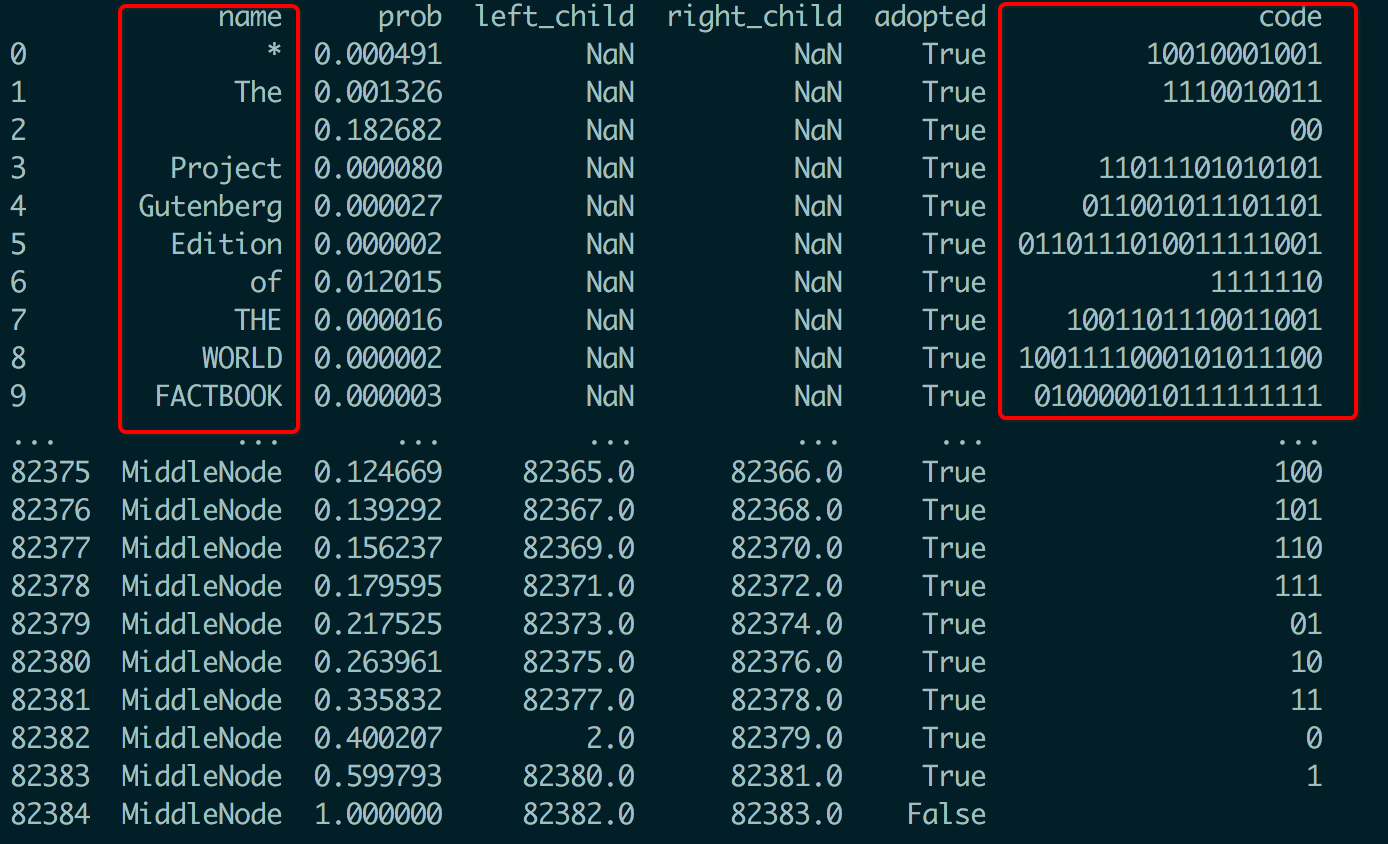 name prob left_child right_child adopted code
0 * 0.000491 NaN NaN True 10010001001
1 The 0.001326 NaN NaN True 1110010011
2 0.182682 NaN NaN True 00
3 Project 0.000080 NaN NaN True 11011101010101
4 Gutenberg 0.000027 NaN NaN True 011001011101101
5 Edition 0.000002 NaN NaN True 0110111010011111001
6 of 0.012015 NaN NaN True 1111110
7 THE 0.000016 NaN NaN True 1001101110011001
8 WORLD 0.000002 NaN NaN True 1001111000101011100
9 FACTBOOK 0.000003 NaN NaN True 010000010111111111
... ... ... ... ... ... ...
82375 MiddleNode 0.124669 82365.0 82366.0 True 100
82376 MiddleNode 0.139292 82367.0 82368.0 True 101
82377 MiddleNode 0.156237 82369.0 82370.0 True 110
82378 MiddleNode 0.179595 82371.0 82372.0 True 111
82379 MiddleNode 0.217525 82373.0 82374.0 True 01
82380 MiddleNode 0.263961 82375.0 82376.0 True 10
82381 MiddleNode 0.335832 82377.0 82378.0 True 11
82382 MiddleNode 0.400207 2.0 82379.0 True 0
82383 MiddleNode 0.599793 82380.0 82381.0 True 1
82384 MiddleNode 1.000000 82382.0 82383.0 False